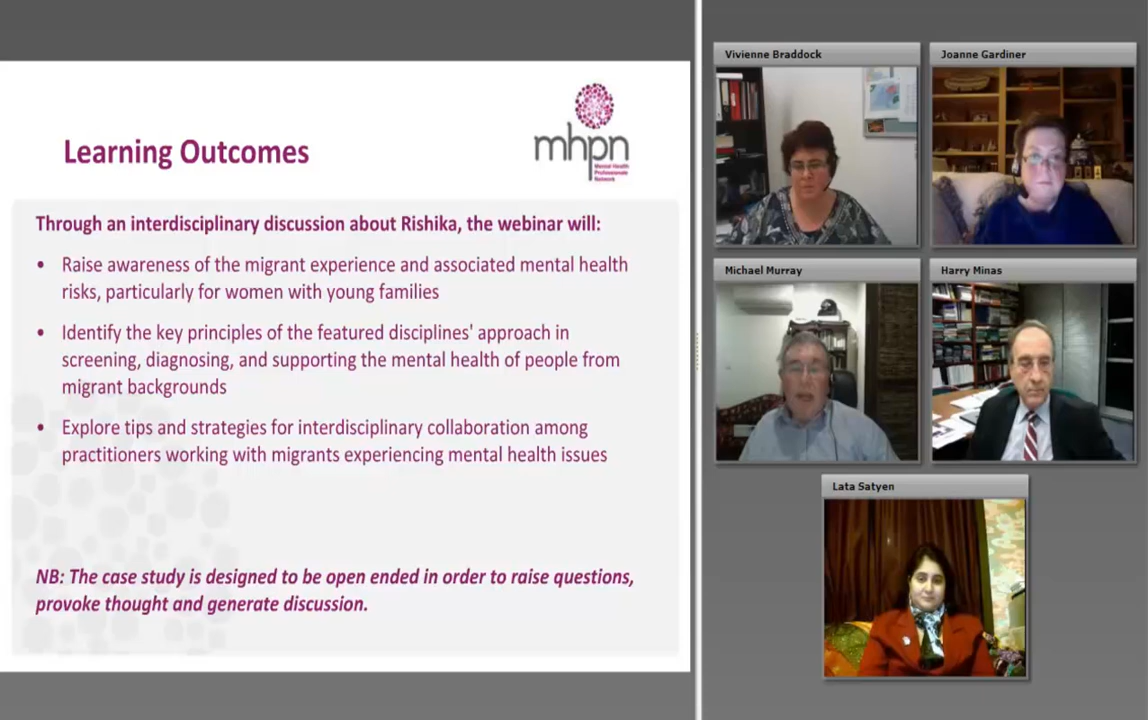 Learning Outcomes
mhpn
Mental Health
Professionals
Network
Through an interdisciplinary discussion about Rishika, the webinar will:
• Raise awareness of the migrant experience and associated mental health
risks, particularly for women with young families
• Identify the key principles of the featured disciplines' approach in
screening, diagnosing, and supporting the mental health of people from
migrant backgrounds
• Explore tips and strategies for interdisciplinary collaboration among
practitioners working with migrants experiencing mental health issues
NB: The case study is designed to be open ended in order to raise questions,
provoke thought and generate discussion.
Vivienne Braddock
Joanne Gardiner
Michael Murray
Harry Minas
Lata Satyen